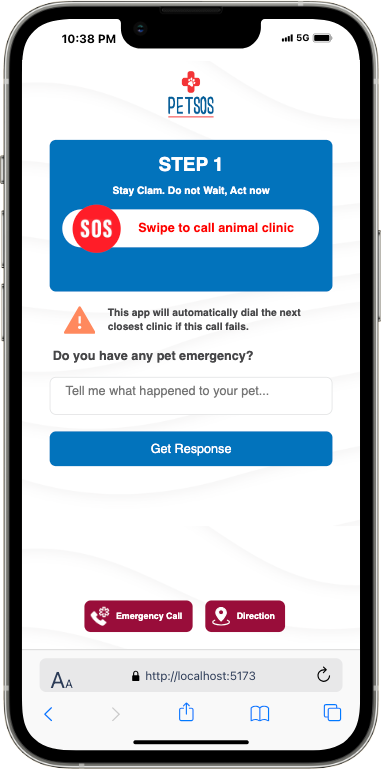 10:38 PM 5G
PETSOS
STEP 1
Stay Clam. Do not Wait, Act now
SOS Swipe to call animal clinic
This app will automatically dial the next
closest clinic if this call fails.
Do you have any pet emergency?
Tell me what happened to your pet...
Get Response
Emergency Call Direction
AA http://localhost:5173